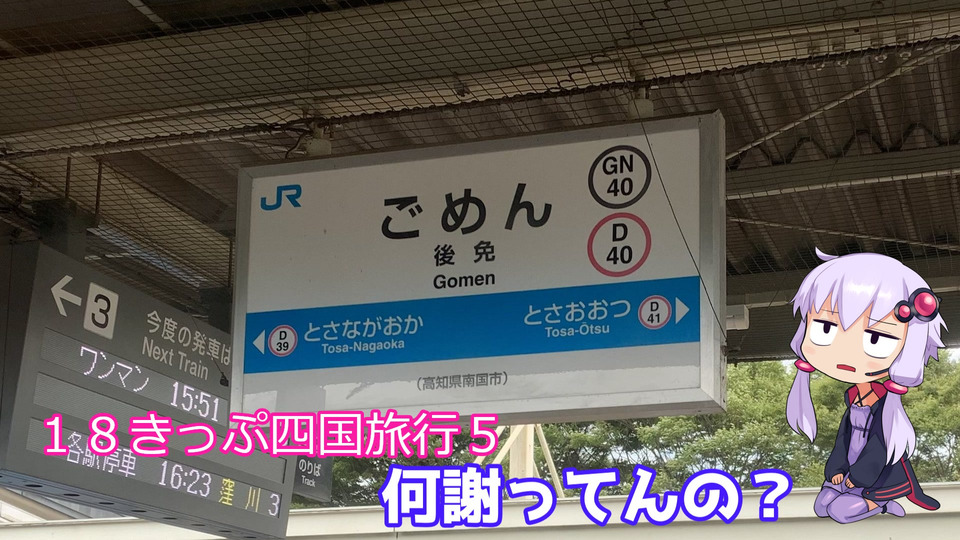 JR
ごめん
後免
Gomen
GN
40
D
40
D
39
とさながおか
Tosa-Nagaoka
とさおおつ
Tosa-Ōtsu
D
41
(高知県南国市)
3
今度の発車は
Next Train
ワンマン 15:51
各駅停車 16:23 窪川 3
のりば
Track
18きっぷ四国旅行5
何謝ってんの?